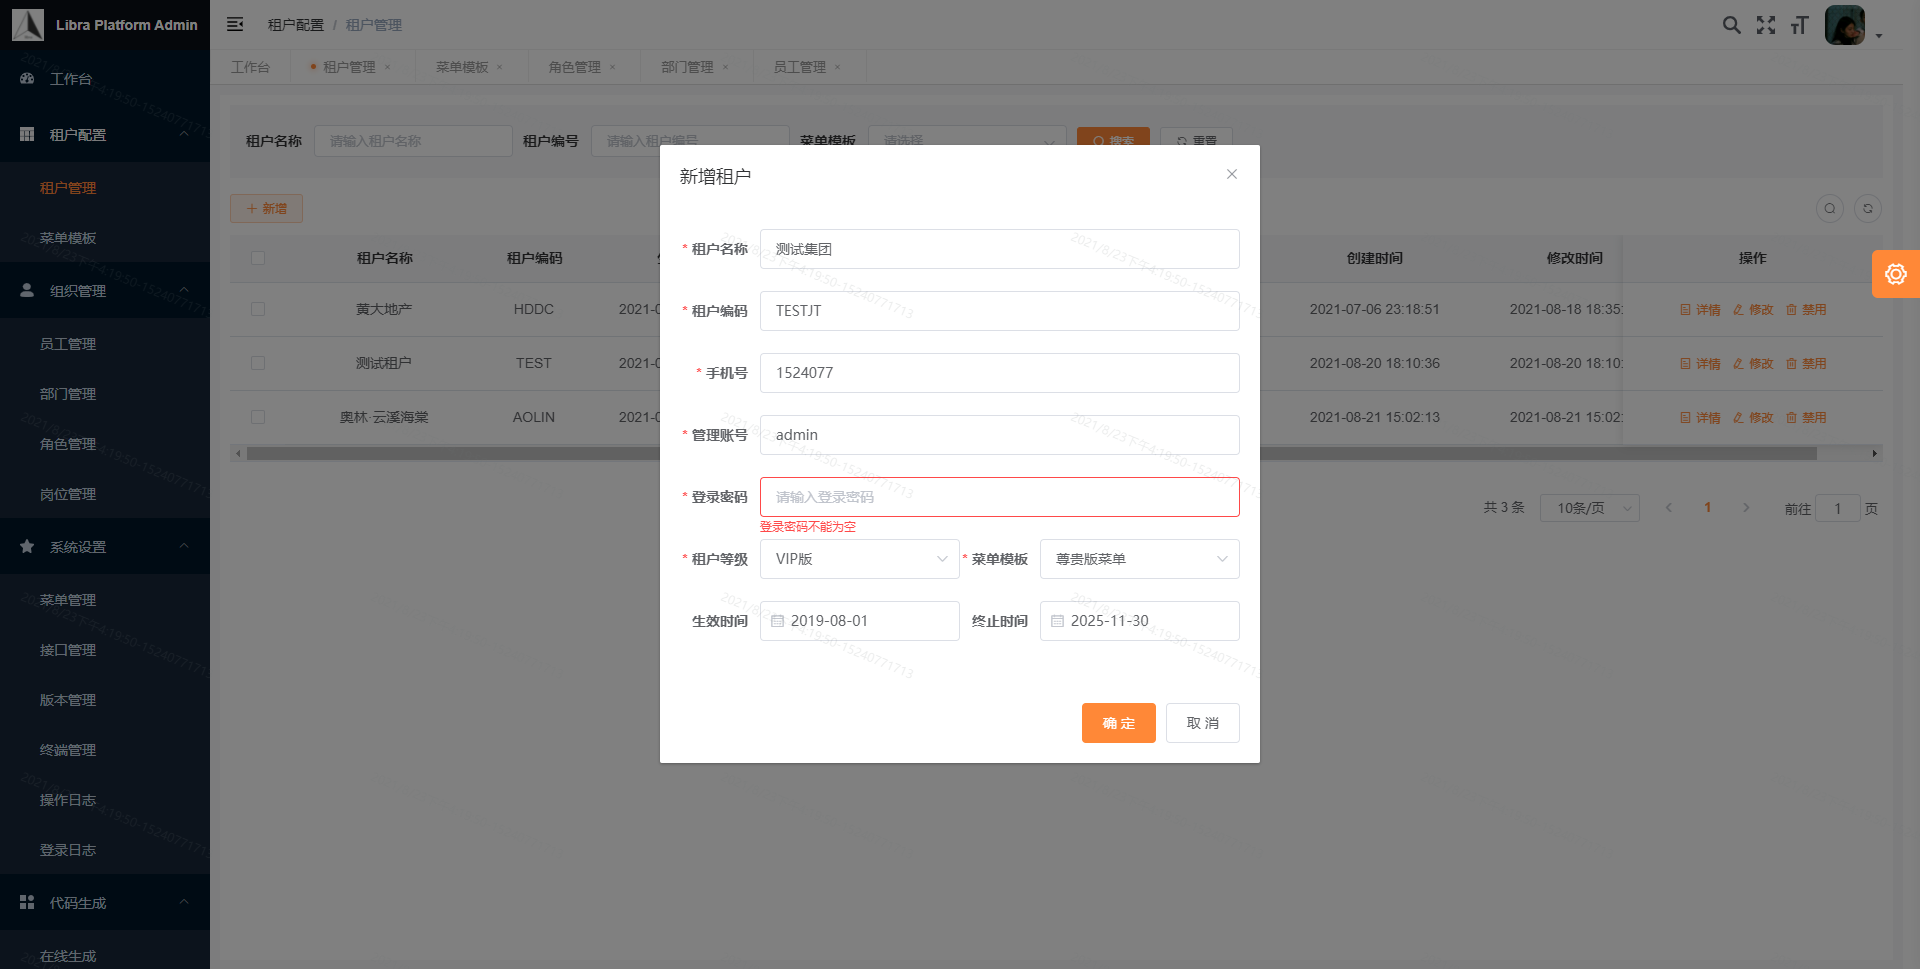 Libra Platform Admin
租户配置 / 租户管理
工作台
租户管理
菜单模板
角色管理
部门管理
员工管理
工作台
租户配置
租户管理
菜单模板
组织管理
员工管理
部门管理
角色管理
岗位管理
系统设置
菜单管理
接口管理
版本管理
终端管理
操作日志
登录日志
代码生成
在线生成
租户名称 请输入租户名称 租户编号 请输入租户编号 菜单模板 请选择 搜索 重置
新增
租户名称 租户编码 创建时间 修改时间 操作
黄大地产 HDDC 2021-0 2021-07-06 23:18:51 2021-08-18 18:35: 详情 修改 禁用
测试租户 TEST 2021-0 2021-08-20 18:10:36 2021-08-20 18:10: 详情 修改 禁用
奥林·云溪海棠 AOLIN 2021-0 2021-08-21 15:02:13 2021-08-21 15:02: 详情 修改 禁用
共 3 条 10条/页 1 前往 1 页
新增租户
* 租户名称 测试集团
* 租户编码 TESTJT
* 手机号 1524077
* 管理账号 admin
* 登录密码 请输入登录密码
登录密码不能为空
* 租户等级 VIP版 * 菜单模板 尊贵版菜单
生效时间 2019-08-01 终止时间 2025-11-30
确 定 取 消
2021/8/23下午4:19:50-15240771713